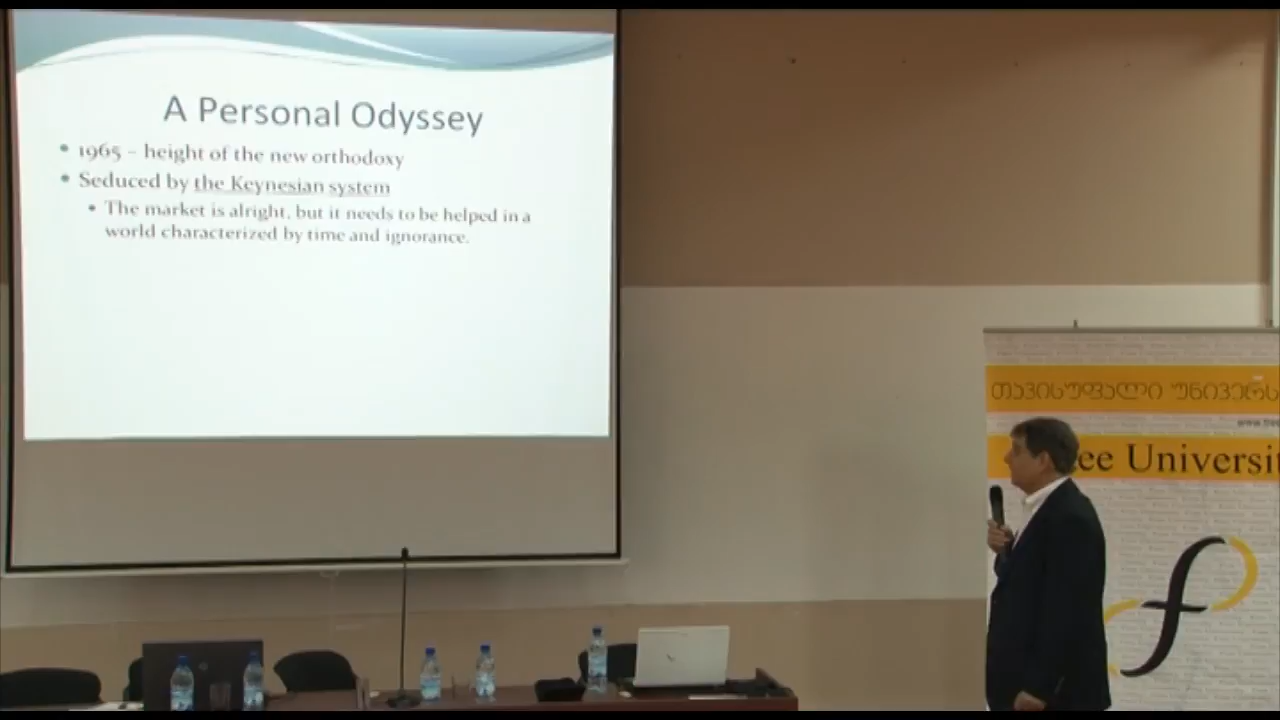 A Personal Odyssey
• 1965 – height of the new orthodoxy
• Seduced by the Keynesian system
• The market is alright, but it needs to be helped in a
world characterized by time and ignorance.
თავისუფალი უნივერს
ee Universit